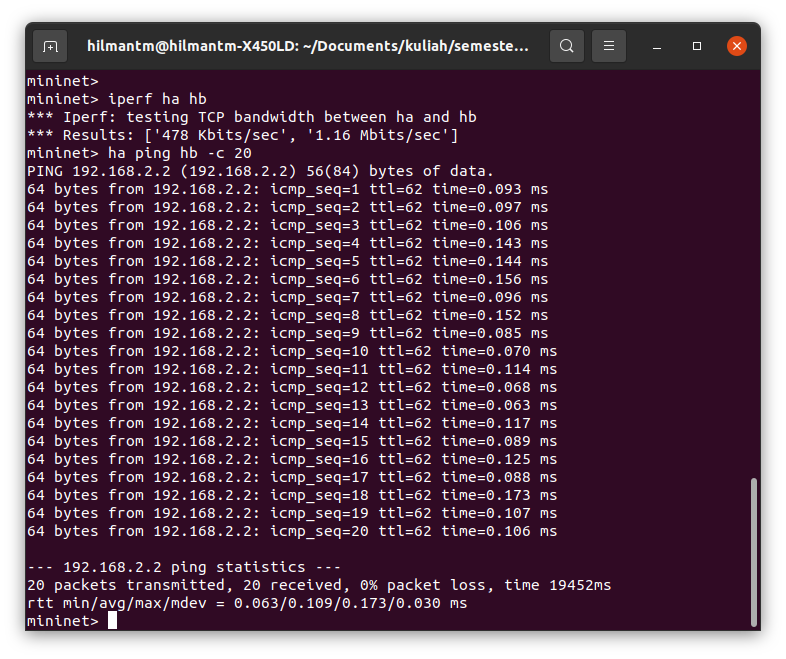 hilmantm@hilmantm-X450LD: ~/Documents/kuliah/semeste...
mininet>
mininet> iperf ha hb
*** Iperf: testing TCP bandwidth between ha and hb
*** Results: ['478 Kbits/sec', '1.16 Mbits/sec']
mininet> ha ping hb -c 20
PING 192.168.2.2 (192.168.2.2) 56(84) bytes of data.
64 bytes from 192.168.2.2: icmp_seq=1 ttl=62 time=0.093 ms
64 bytes from 192.168.2.2: icmp_seq=2 ttl=62 time=0.097 ms
64 bytes from 192.168.2.2: icmp_seq=3 ttl=62 time=0.106 ms
64 bytes from 192.168.2.2: icmp_seq=4 ttl=62 time=0.143 ms
64 bytes from 192.168.2.2: icmp_seq=5 ttl=62 time=0.144 ms
64 bytes from 192.168.2.2: icmp_seq=6 ttl=62 time=0.156 ms
64 bytes from 192.168.2.2: icmp_seq=7 ttl=62 time=0.096 ms
64 bytes from 192.168.2.2: icmp_seq=8 ttl=62 time=0.152 ms
64 bytes from 192.168.2.2: icmp_seq=9 ttl=62 time=0.085 ms
64 bytes from 192.168.2.2: icmp_seq=10 ttl=62 time=0.070 ms
64 bytes from 192.168.2.2: icmp_seq=11 ttl=62 time=0.114 ms
64 bytes from 192.168.2.2: icmp_seq=12 ttl=62 time=0.068 ms
64 bytes from 192.168.2.2: icmp_seq=13 ttl=62 time=0.063 ms
64 bytes from 192.168.2.2: icmp_seq=14 ttl=62 time=0.117 ms
64 bytes from 192.168.2.2: icmp_seq=15 ttl=62 time=0.089 ms
64 bytes from 192.168.2.2: icmp_seq=16 ttl=62 time=0.125 ms
64 bytes from 192.168.2.2: icmp_seq=17 ttl=62 time=0.088 ms
64 bytes from 192.168.2.2: icmp_seq=18 ttl=62 time=0.173 ms
64 bytes from 192.168.2.2: icmp_seq=19 ttl=62 time=0.107 ms
64 bytes from 192.168.2.2: icmp_seq=20 ttl=62 time=0.106 ms
--- 192.168.2.2 ping statistics ---
20 packets transmitted, 20 received, 0% packet loss, time 19452ms
rtt min/avg/max/mdev = 0.063/0.109/0.173/0.030 ms
mininet>